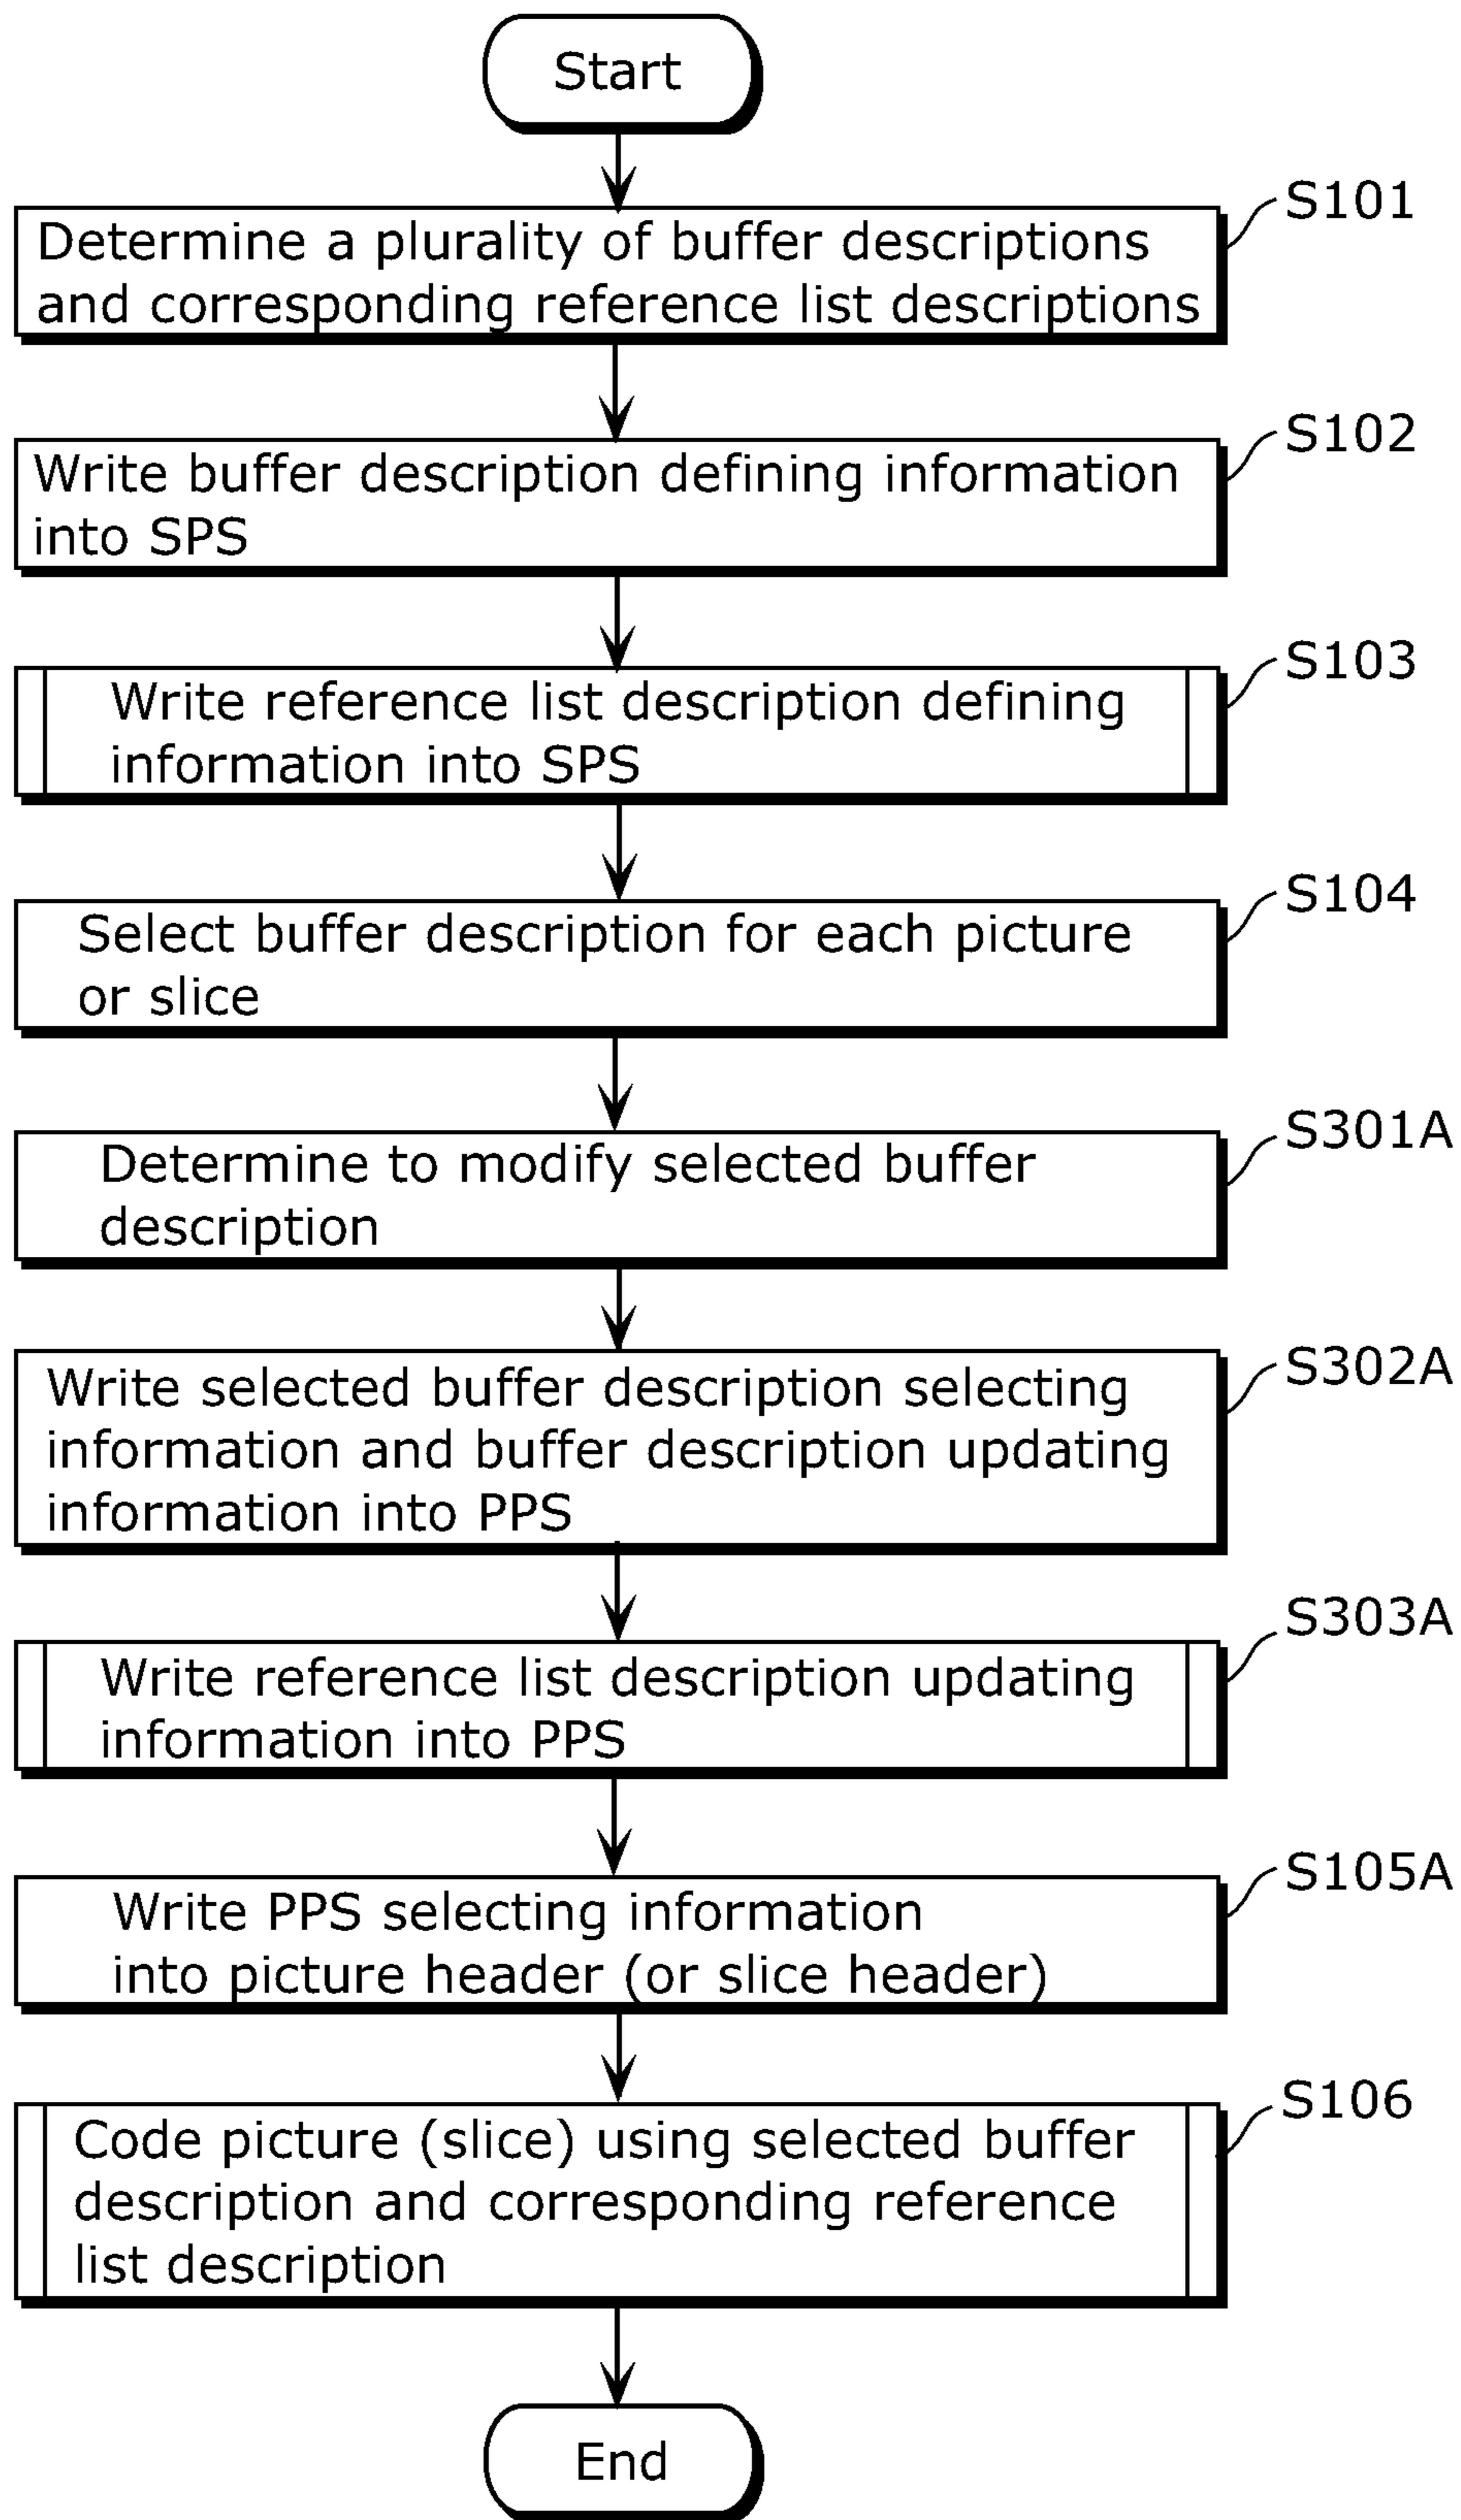 Start
S101
Determine a plurality of buffer descriptions
and corresponding reference list descriptions
S102
Write buffer description defining information
into SPS
S103
Write reference list description defining
information into SPS
S104
Select buffer description for each picture
or slice
S301A
Determine to modify selected buffer
description
S302A
Write selected buffer description selecting
information and buffer description updating
information into PPS
S303A
Write reference list description updating
information into PPS
S105A
Write PPS selecting information
into picture header (or slice header)
S106
Code picture (slice) using selected buffer
description and corresponding reference
list description
End